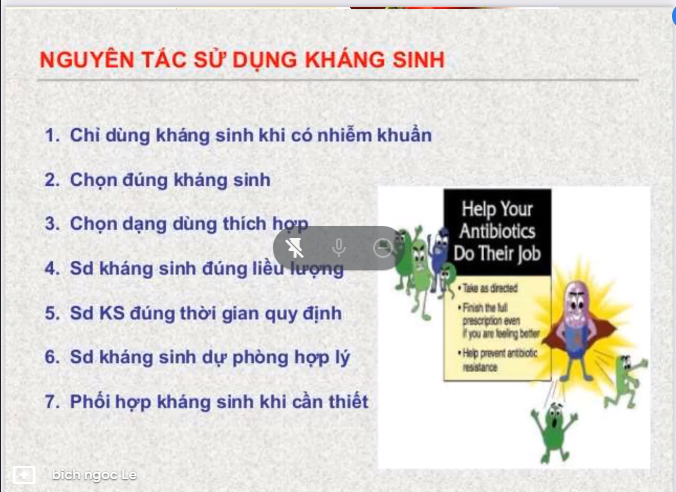 NGUYÊN TẮC SỬ DỤNG KHÁNG SINH
1. Chỉ dùng kháng sinh khi có nhiễm khuẩn
2. Chọn đúng kháng sinh
3. Chọn dạng dùng thích hợp
4. Sd kháng sinh đúng liều lượng
5. Sd KS đúng thời gian quy định
6. Sd kháng sinh dự phòng hợp lý
7. Phối hợp kháng sinh khi cần thiết
Help Your
Antibiotics
Do Their Job
• Take as directed
• Finish the full
prescription even
if you are feeling better
• Help prevent antibiotic
resistance
bich ngoc Le